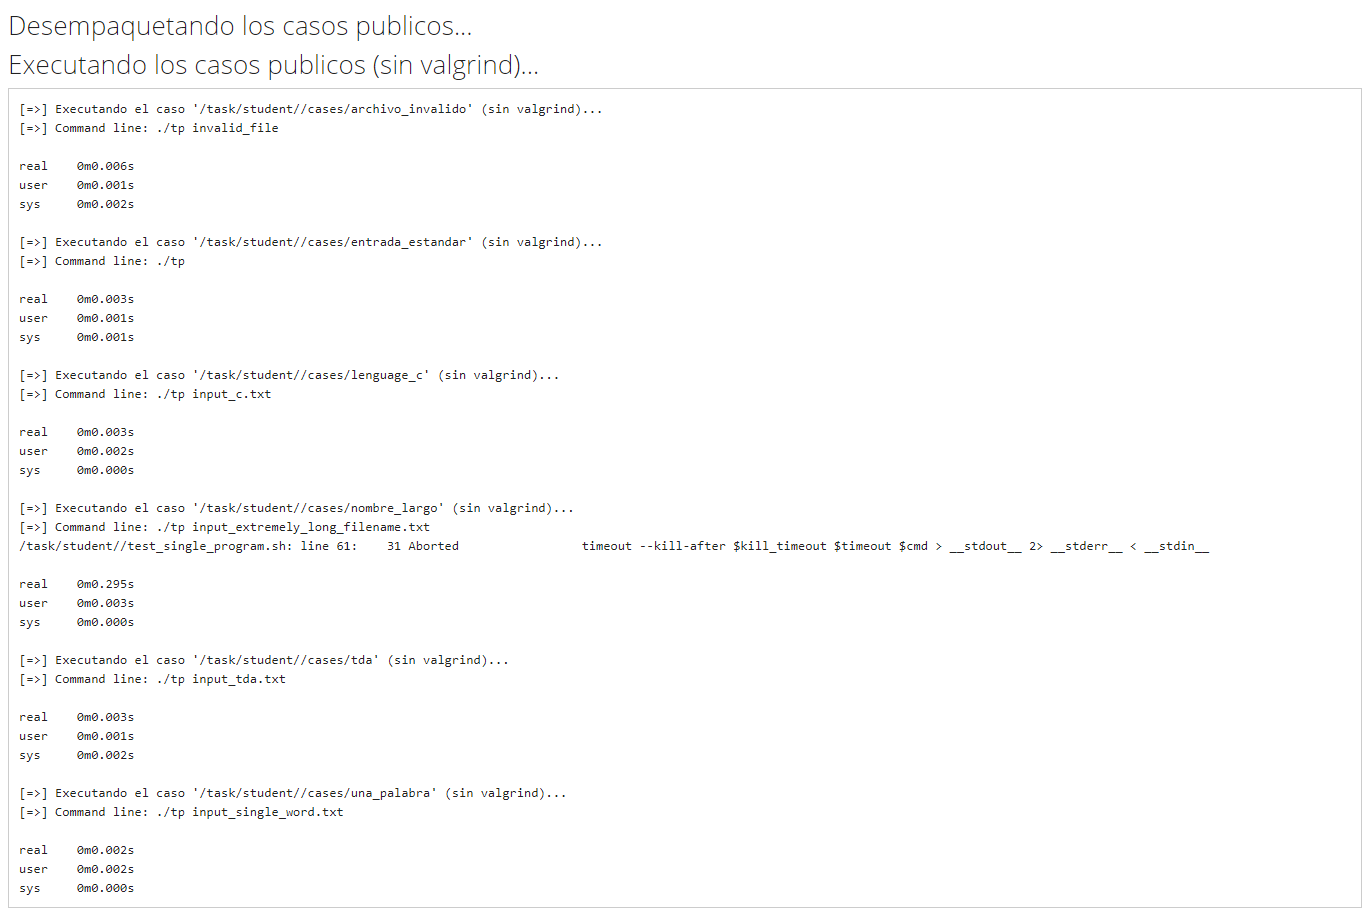 Desempaquetando los casos publicos...
Executando los casos publicos (sin valgrind)...
[=>] Executando el caso '/task/student//cases/archivo_invalido' (sin valgrind)...
[=>] Command line: ./tp invalid_file
real    0m0.006s
user    0m0.001s
sys     0m0.002s
[=>] Executando el caso '/task/student//cases/entrada_estandar' (sin valgrind)...
[=>] Command line: ./tp
real    0m0.003s
user    0m0.001s
sys     0m0.001s
[=>] Executando el caso '/task/student//cases/lenguage_c' (sin valgrind)...
[=>] Command line: ./tp input_c.txt
real    0m0.003s
user    0m0.002s
sys     0m0.000s
[=>] Executando el caso '/task/student//cases/nombre_largo' (sin valgrind)...
[=>] Command line: ./tp input_extremely_long_filename.txt
/task/student//test_single_program.sh: line 61:    31 Aborted                 timeout --kill-after $kill_timeout $timeout $cmd > __stdout__ 2> __stderr__ < __stdin__
real    0m0.295s
user    0m0.003s
sys     0m0.000s
[=>] Executando el caso '/task/student//cases/tda' (sin valgrind)...
[=>] Command line: ./tp input_tda.txt
real    0m0.003s
user    0m0.001s
sys     0m0.002s
[=>] Executando el caso '/task/student//cases/una_palabra' (sin valgrind)...
[=>] Command line: ./tp input_single_word.txt
real    0m0.002s
user    0m0.002s
sys     0m0.000s